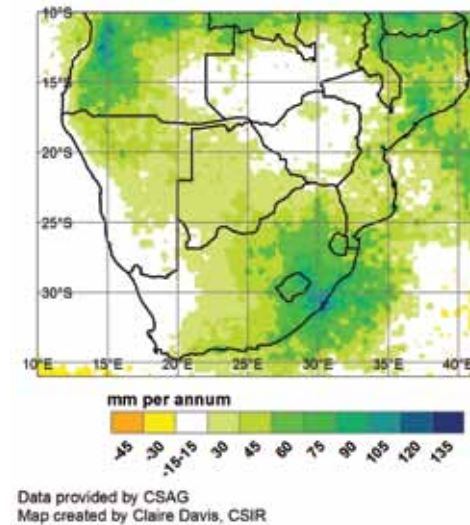 10°S
15°S
20°S
25°S
30°S
10°E 15°E 20°E 25°E 30°E 35°E 40°E
mm per annum
-45 -30 -15-15 30 45 60 75 90 105 120 135
Data provided by CSAG
Map created by Claire Davis, CSIR